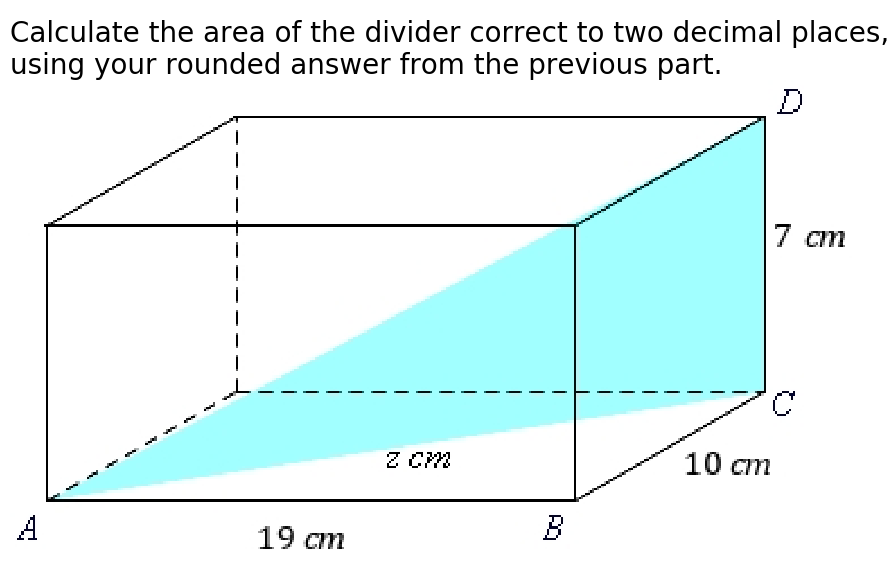 Calculate the area of the divider correct to two decimal places,
using your rounded answer from the previous part.
D
7 cm
C
z cm
10 cm
A
B
19 cm